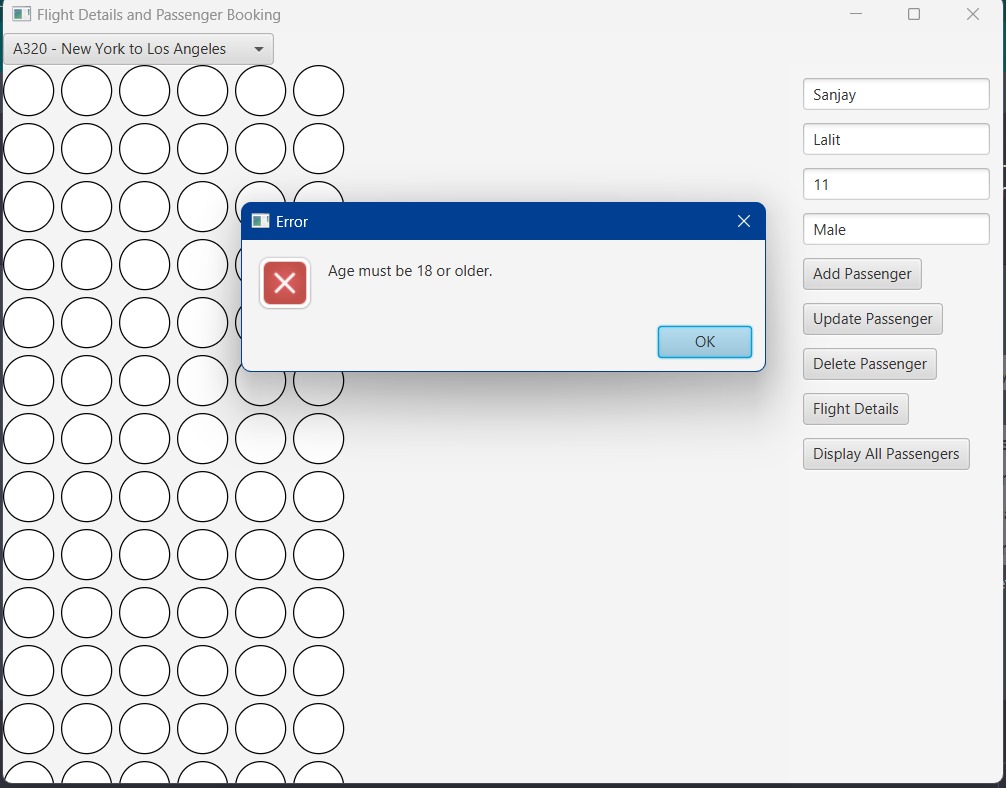 Flight Details and Passenger Booking
A320 - New York to Los Angeles
Sanjay
Lalit
11
Male
Add Passenger
Update Passenger
Delete Passenger
Flight Details
Display All Passengers
Error
Age must be 18 or older.
OK